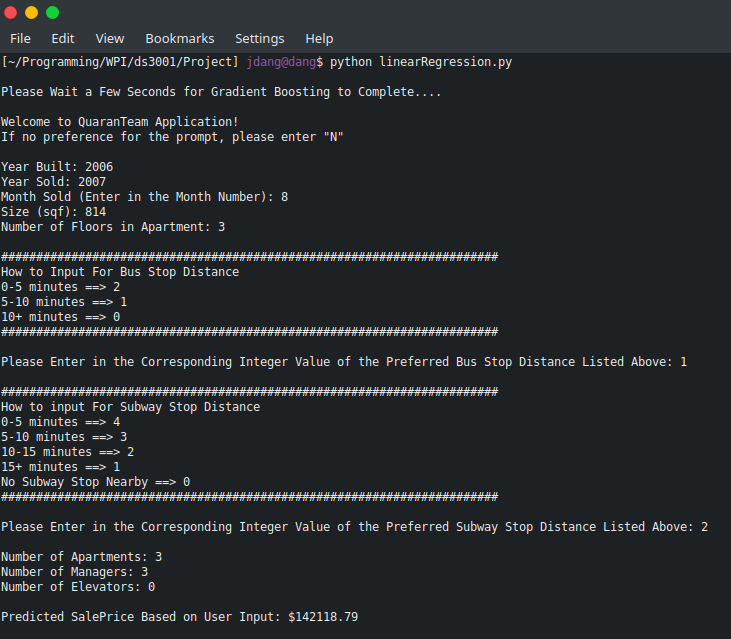 File Edit View Bookmarks Settings Help
[~/Programming/WPI/ds3001/Project] jdang@dang$ python linearRegression.py
Please Wait a Few Seconds for Gradient Boosting to Complete....
Welcome to QuaranTeam Application!
If no preference for the prompt, please enter "N"
Year Built: 2006
Year Sold: 2007
Month Sold (Enter in the Month Number): 8
Size (sqf): 814
Number of Floors in Apartment: 3
#######################################################################
How to Input For Bus Stop Distance
0-5 minutes ==> 2
5-10 minutes ==> 1
10+ minutes ==> 0
#######################################################################
Please Enter in the Corresponding Integer Value of the Preferred Bus Stop Distance Listed Above: 1
#######################################################################
How to input For Subway Stop Distance
0-5 minutes ==> 4
5-10 minutes ==> 3
10-15 minutes ==> 2
15+ minutes ==> 1
No Subway Stop Nearby ==> 0
#######################################################################
Please Enter in the Corresponding Integer Value of the Preferred Subway Stop Distance Listed Above: 2
Number of Apartments: 3
Number of Managers: 3
Number of Elevators: 0
Predicted SalePrice Based on User Input: $142118.79